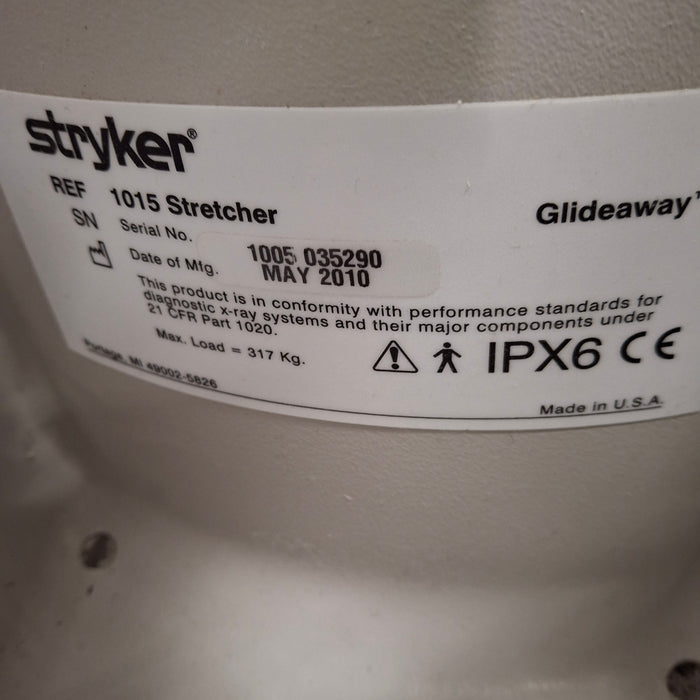 stryker®
REF 1015 Stretcher
Glideaway™
SN Serial No. 1005 035290
Date of Mfg. MAY 2010
This product is in conformity with performance standards for
diagnostic x-ray systems and their major components under
21 CFR Part 1020.
Max. Load = 317 Kg.
IPX6 CE
Portage, MI 49002-5826
Made in U.S.A.